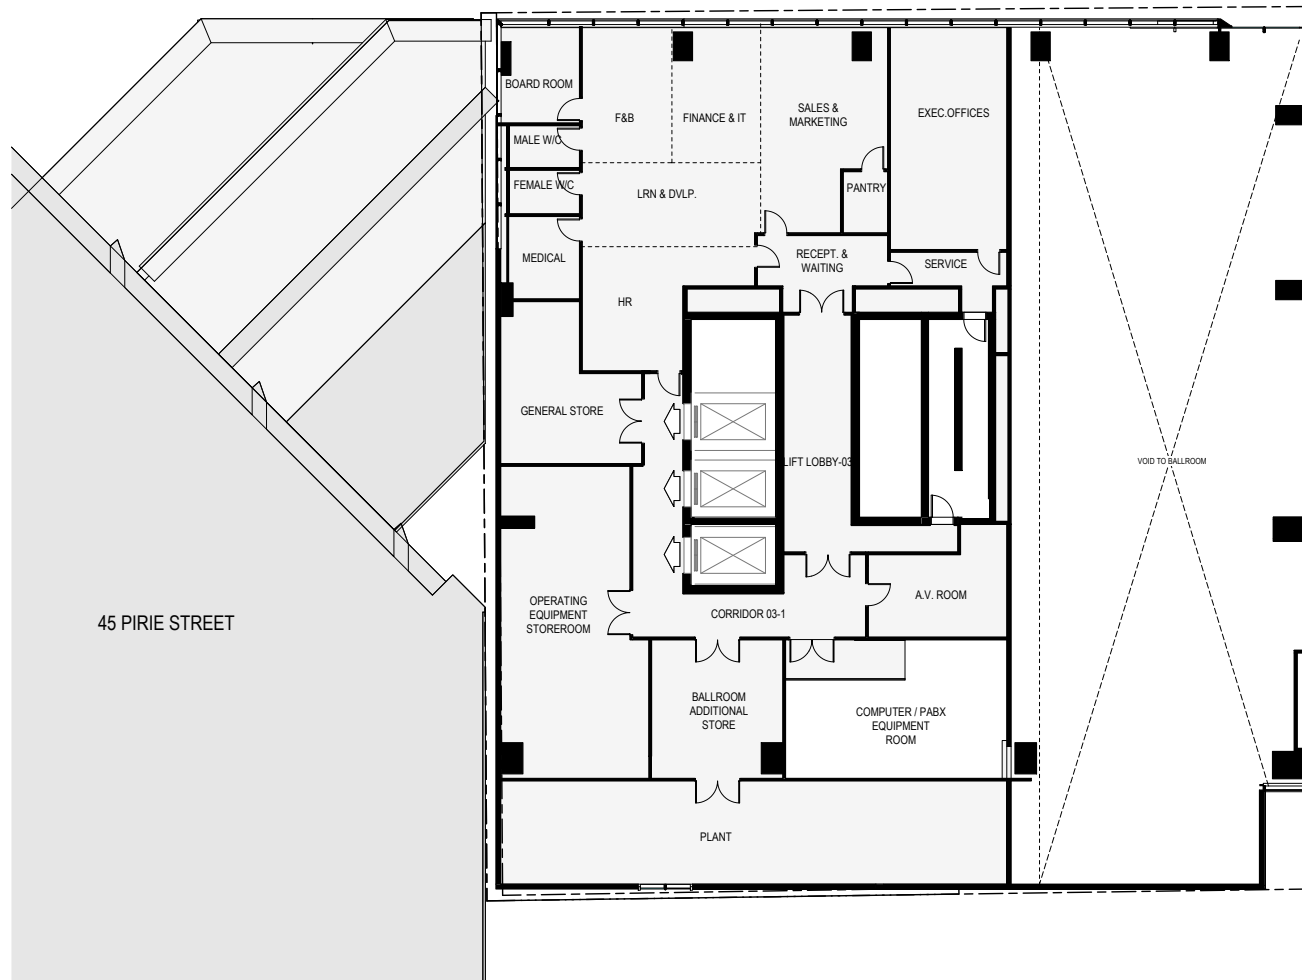 BOARD ROOM
F&B
FINANCE & IT
SALES &
MARKETING
EXEC.OFFICES
MALE W/C
FEMALE W/C
LRN & DVLP.
PANTRY
MEDICAL
RECEPT. &
WAITING
SERVICE
HR
GENERAL STORE
LIFT LOBBY-03
VOID TO BALLROOM
OPERATING
EQUIPMENT
STOREROOM
A.V. ROOM
CORRIDOR 03-1
45 PIRIE STREET
BALLROOM
ADDITIONAL
STORE
COMPUTER / PABX
EQUIPMENT
ROOM
PLANT